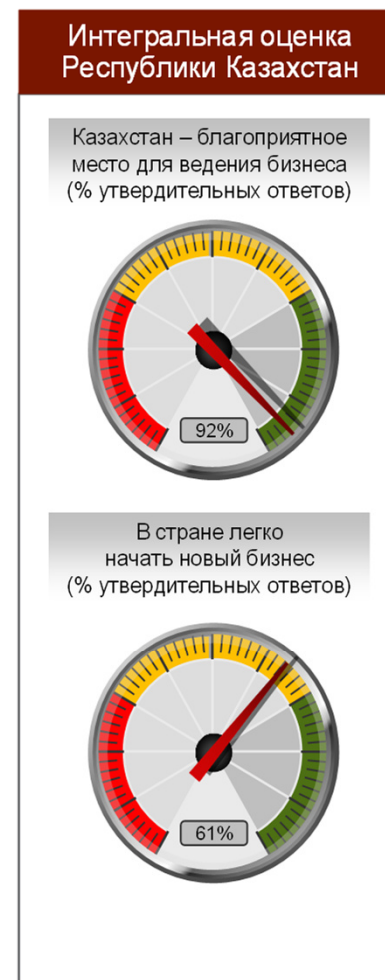 Интегральная оценка
Республики Казахстан
Казахстан – благоприятное
место для ведения бизнеса
(% утвердительных ответов)
92%
В стране легко
начать новый бизнес
(% утвердительных ответов)
61%